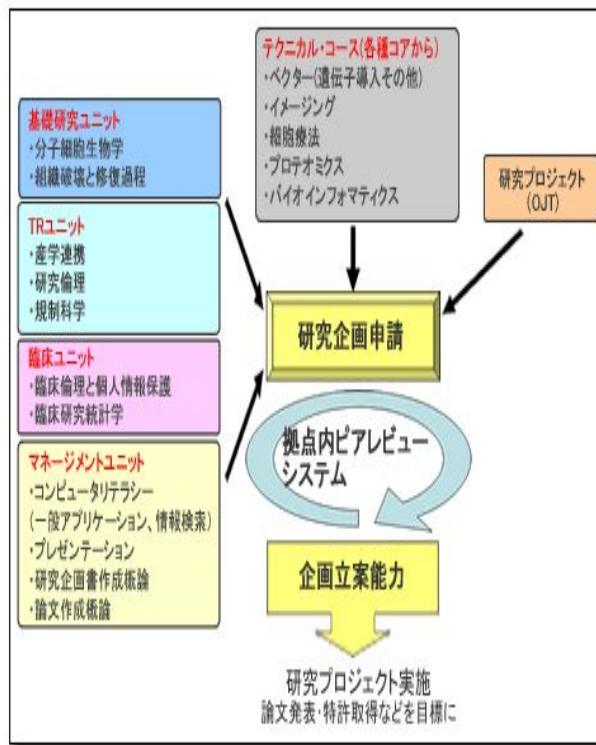 テクニカル・コース(各種コアから)
・ベクター(遺伝子導入その他)
・イメージング
・細胞療法
・プロテオミクス
・バイオインフォマティクス
基礎研究ユニット
・分子細胞生物学
・組織破壊と修復過程
TRユニット
・産学連携
・研究倫理
・規制科学
臨床ユニット
・臨床倫理と個人情報保護
・臨床研究統計学
マネージメントユニット
・コンピュータリテラシー
(一般アプリケーション、情報検索)
・プレゼンテーション
・研究企画書作成概論
・論文作成概論
研究プロジェクト
(OJT)
研究企画申請
拠点内ピアレビュー
システム
企画立案能力
研究プロジェクト実施
論文発表・特許取得などを目標に